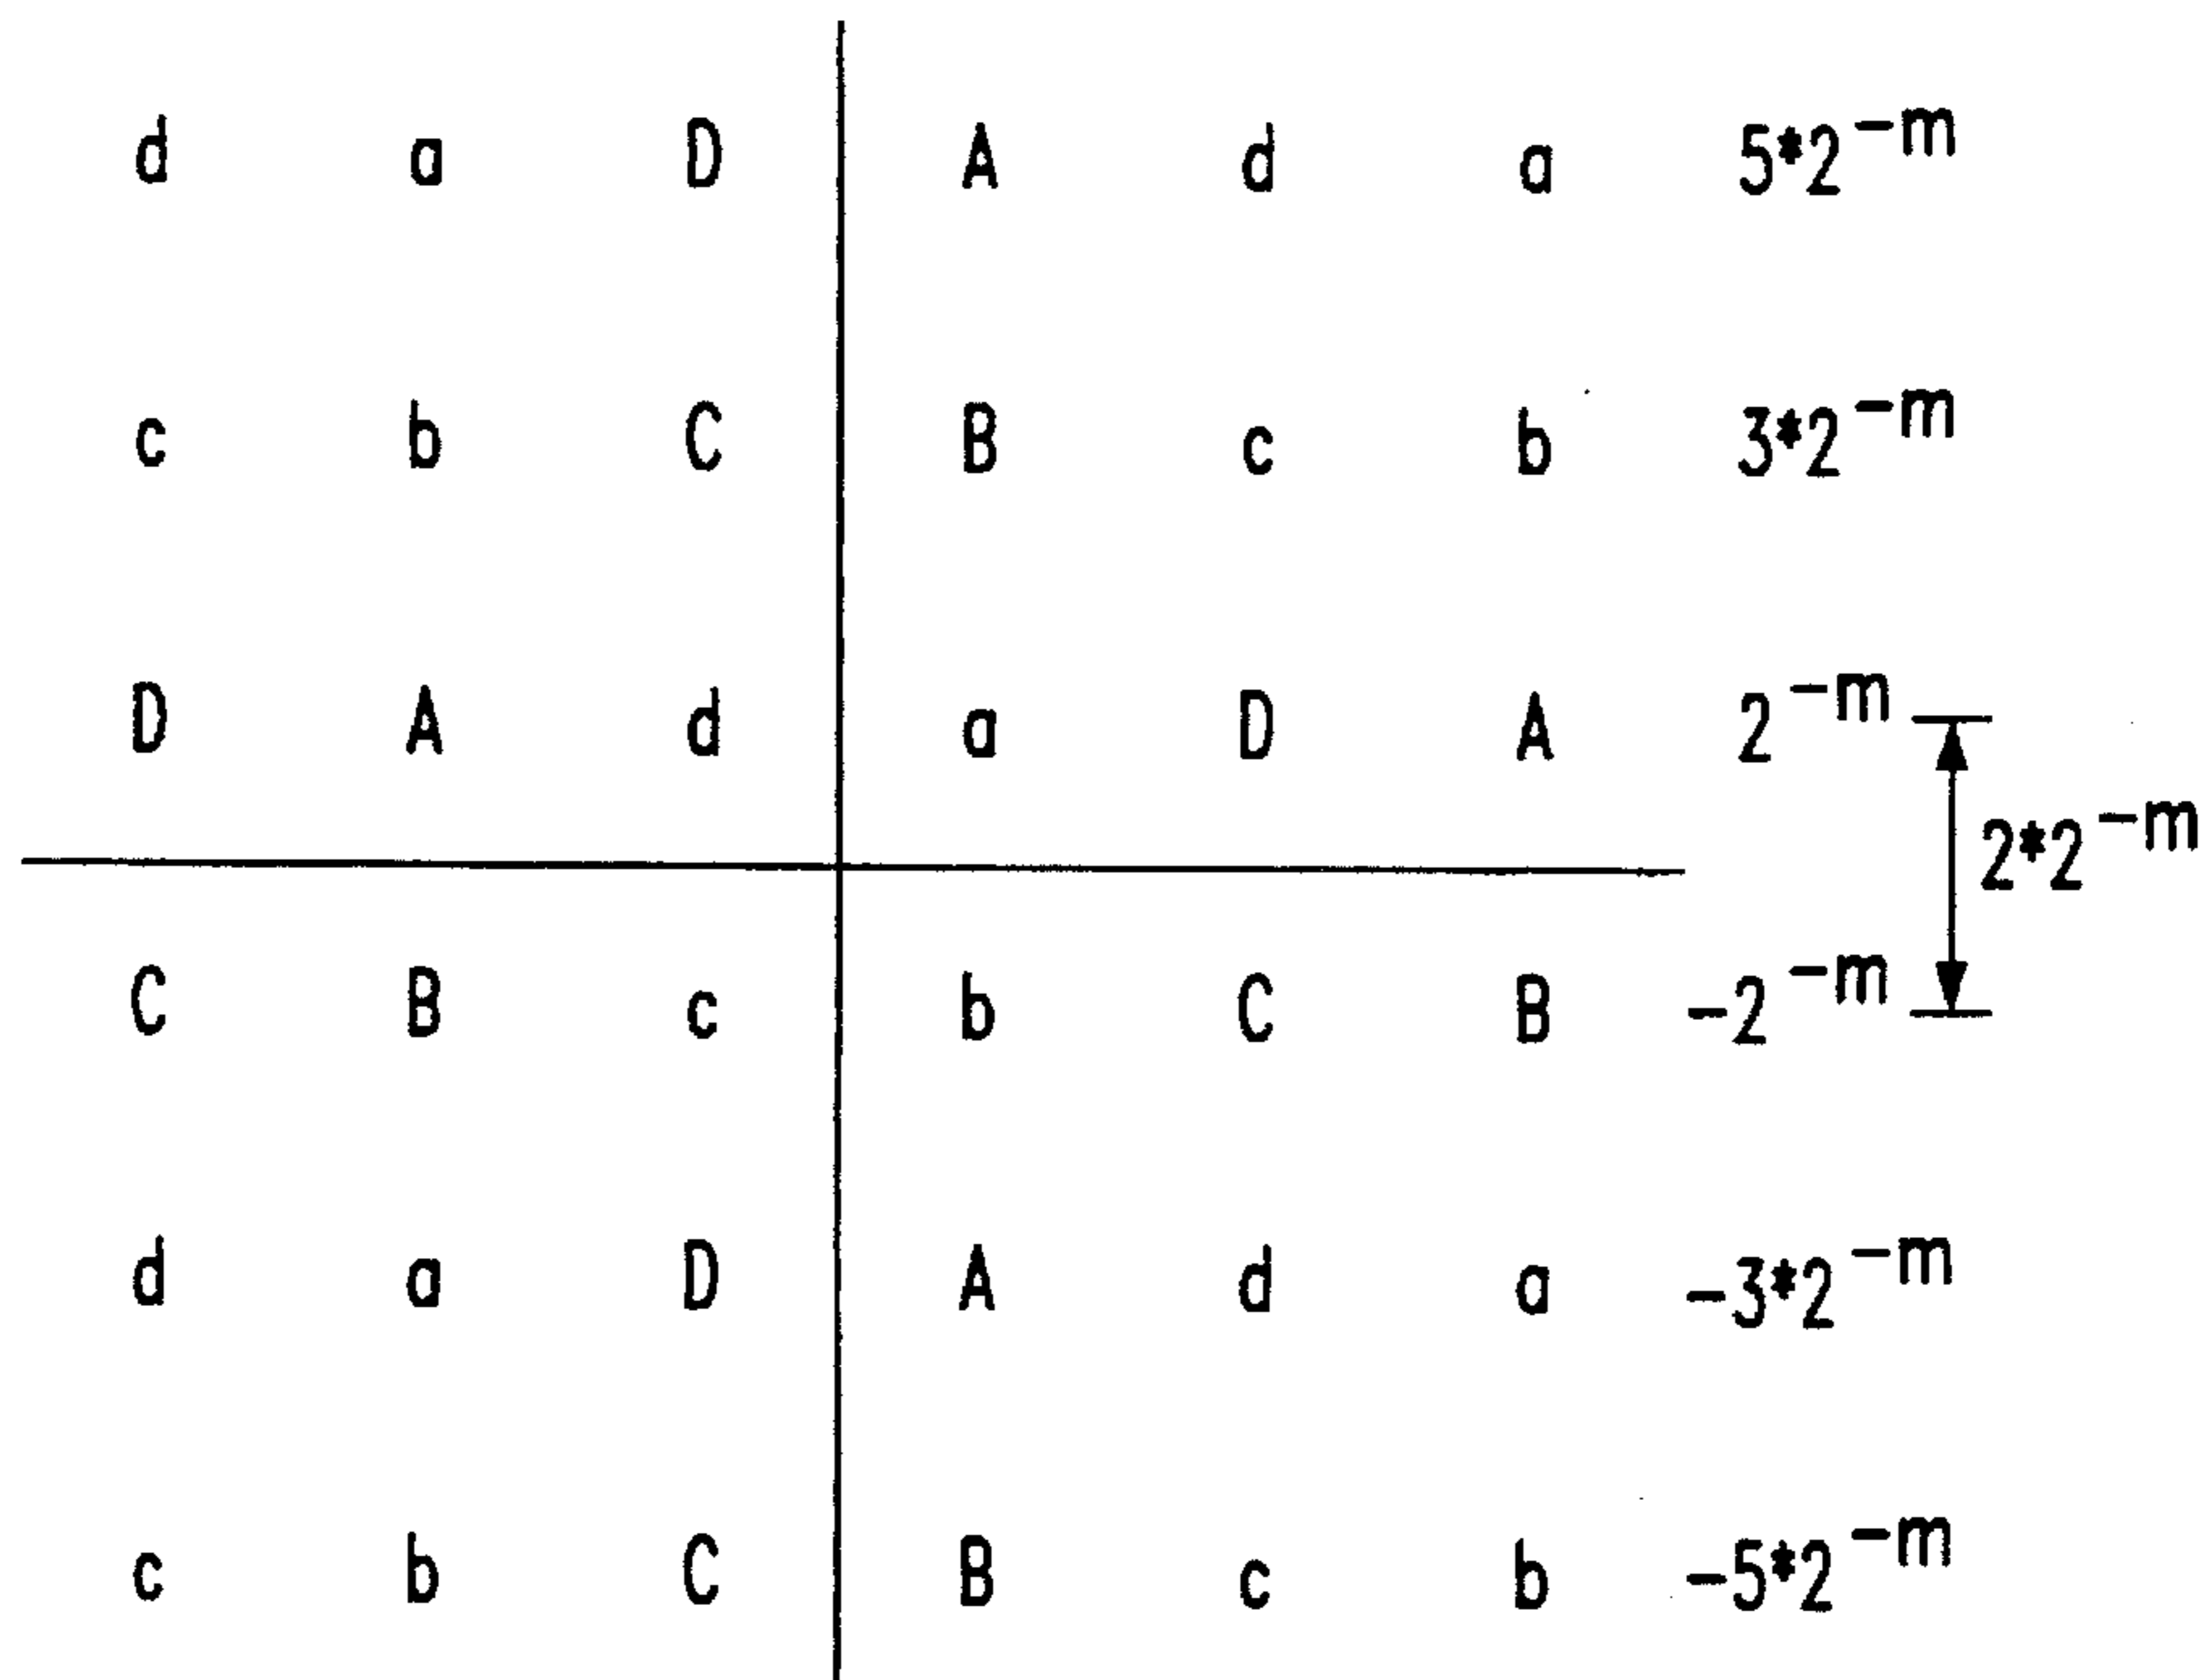 d a D A d a 5*2^-m
c b C B c b 3*2^-m
D A d a D A 2^-m
2*2^-m
C B c b C B -2^-m
d a D A d a -3*2^-m
c b C B c b -5*2^-m